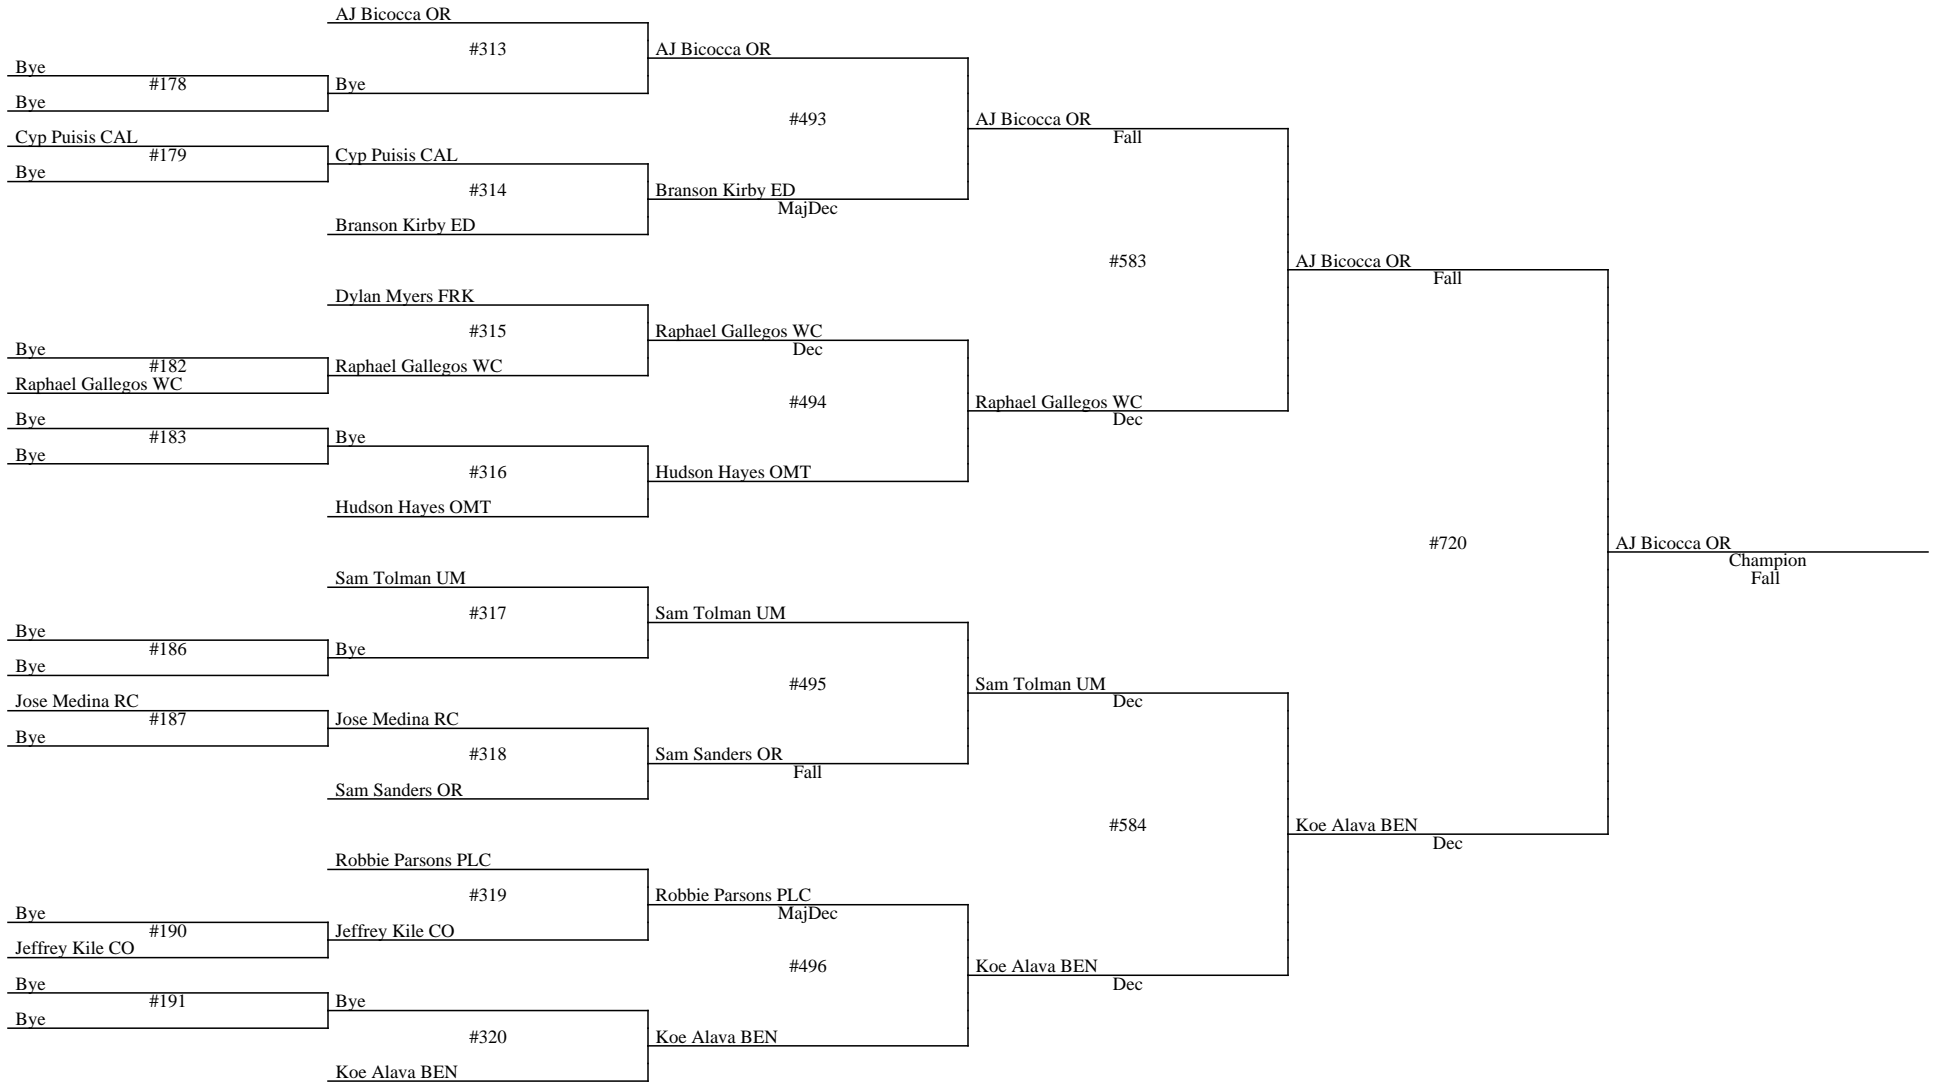 AJ Bicocca OR
#313
AJ Bicocca OR
Bye
#178
Bye
Bye
#493
AJ Bicocca OR
Fall
Cyp Puisis CAL
#179
Cyp Puisis CAL
Bye
#314
Branson Kirby ED
MajDec
Branson Kirby ED
#583
AJ Bicocca OR
Fall
Dylan Myers FRK
#315
Raphael Gallegos WC
Dec
Bye
#182
Raphael Gallegos WC
Raphael Gallegos WC
#494
Raphael Gallegos WC
Dec
Bye
#183
Bye
Bye
#316
Hudson Hayes OMT
Hudson Hayes OMT
#720
AJ Bicocca OR
Champion
Fall
Sam Tolman UM
#317
Sam Tolman UM
Bye
#186
Bye
Bye
#495
Sam Tolman UM
Dec
Jose Medina RC
#187
Jose Medina RC
Bye
#318
Sam Sanders OR
Fall
Sam Sanders OR
#584
Koe Alava BEN
Dec
Robbie Parsons PLC
#319
Robbie Parsons PLC
MajDec
Bye
#190
Jeffrey Kile CO
Jeffrey Kile CO
#496
Koe Alava BEN
Dec
Bye
#191
Bye
Bye
#320
Koe Alava BEN
Koe Alava BEN